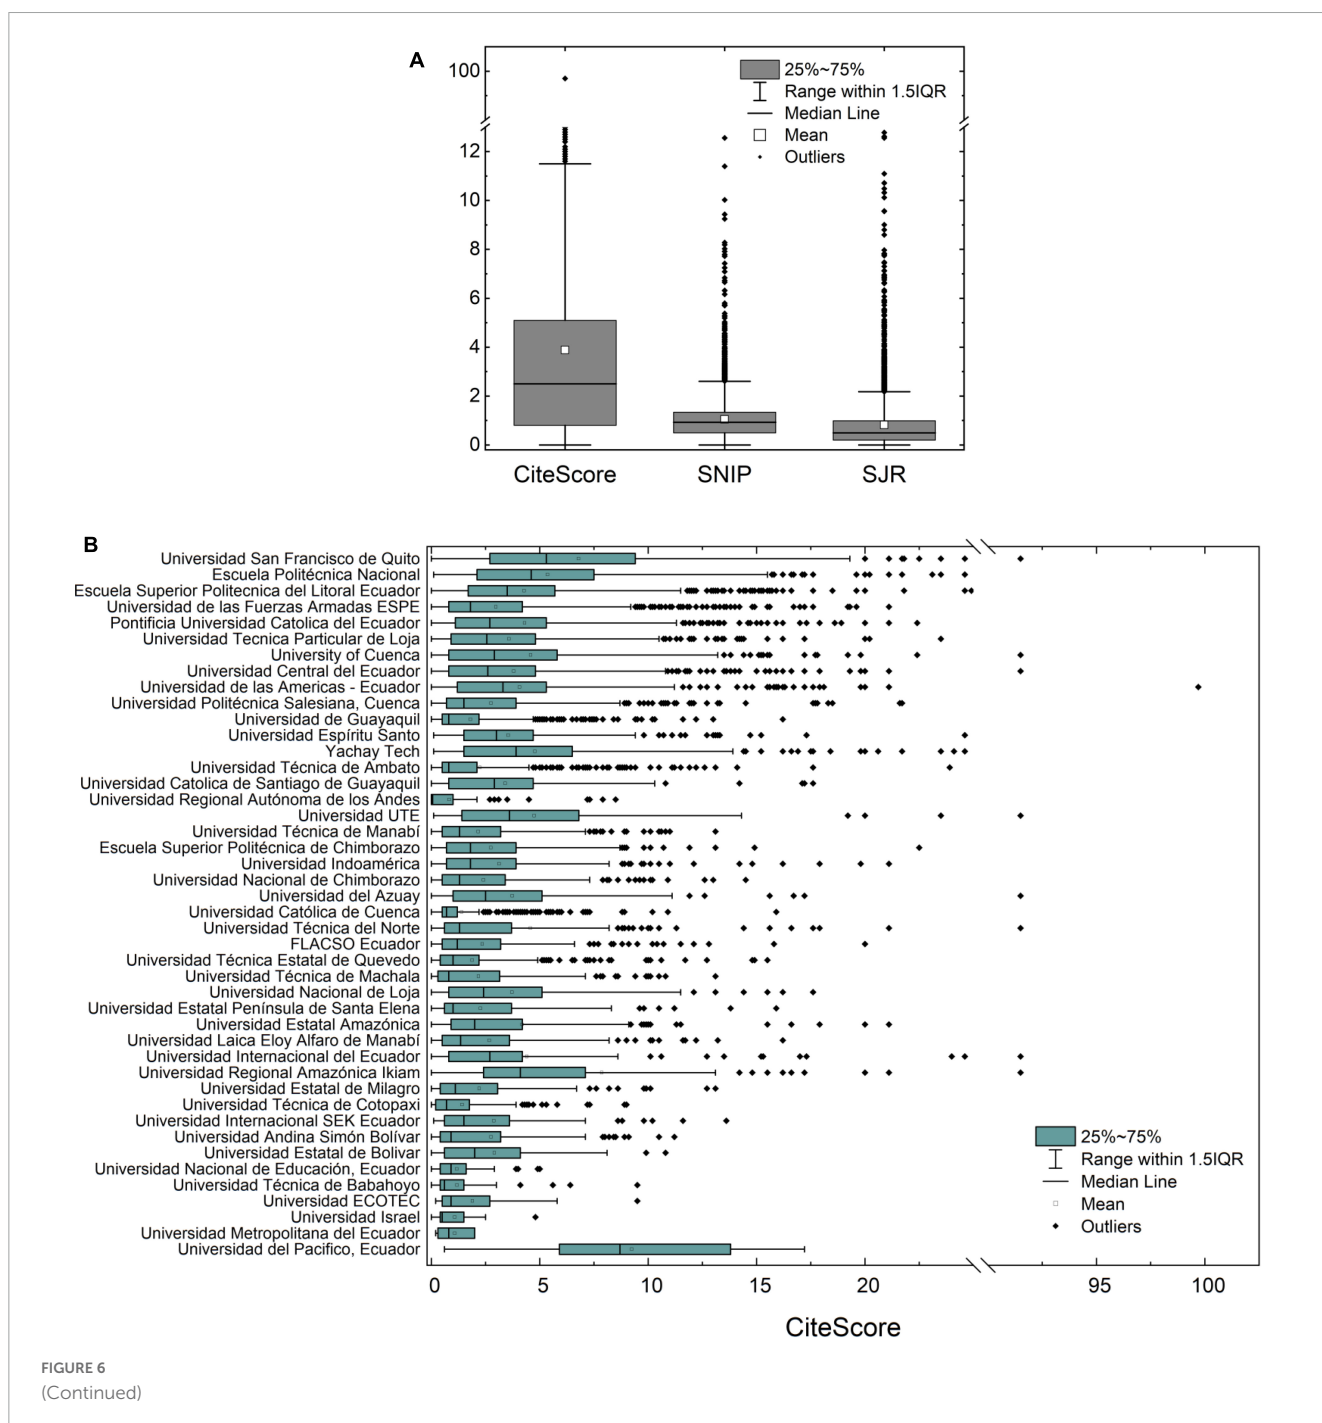 A
100
12
10
8
6
4
2
0
25%~75%
Range within 1.5IQR
Median Line
Mean
Outliers
CiteScore SNIP SJR
B
Universidad San Francisco de Quito
Escuela Politécnica Nacional
Escuela Superior Politecnica del Litoral Ecuador
Universidad de las Fuerzas Armadas ESPE
Pontificia Universidad Catolica del Ecuador
Universidad Tecnica Particular de Loja
University of Cuenca
Universidad Central del Ecuador
Universidad de las Americas - Ecuador
Universidad Politécnica Salesiana, Cuenca
Universidad de Guayaquil
Universidad Espíritu Santo
Yachay Tech
Universidad Técnica de Ambato
Universidad Catolica de Santiago de Guayaquil
Universidad Regional Autónoma de los Andes
Universidad UTE
Universidad Técnica de Manabí
Escuela Superior Politécnica de Chimborazo
Universidad Indoamérica
Universidad Nacional de Chimborazo
Universidad del Azuay
Universidad Católica de Cuenca
Universidad Técnica del Norte
FLACSO Ecuador
Universidad Técnica Estatal de Quevedo
Universidad Técnica de Machala
Universidad Nacional de Loja
Universidad Estatal Península de Santa Elena
Universidad Estatal Amazónica
Universidad Laica Eloy Alfaro de Manabí
Universidad Internacional del Ecuador
Universidad Regional Amazónica Ikiam
Universidad Estatal de Milagro
Universidad Técnica de Cotopaxi
Universidad Internacional SEK Ecuador
Universidad Andina Simón Bolívar
Universidad Estatal de Bolivar
Universidad Nacional de Educación, Ecuador
Universidad Técnica de Babahoyo
Universidad ECOTEC
Universidad Israel
Universidad Metropolitana del Ecuador
Universidad del Pacifico, Ecuador
25%~75%
Range within 1.5IQR
Median Line
Mean
Outliers
0 5 10 15 20 95 100
CiteScore
FIGURE 6
(Continued)